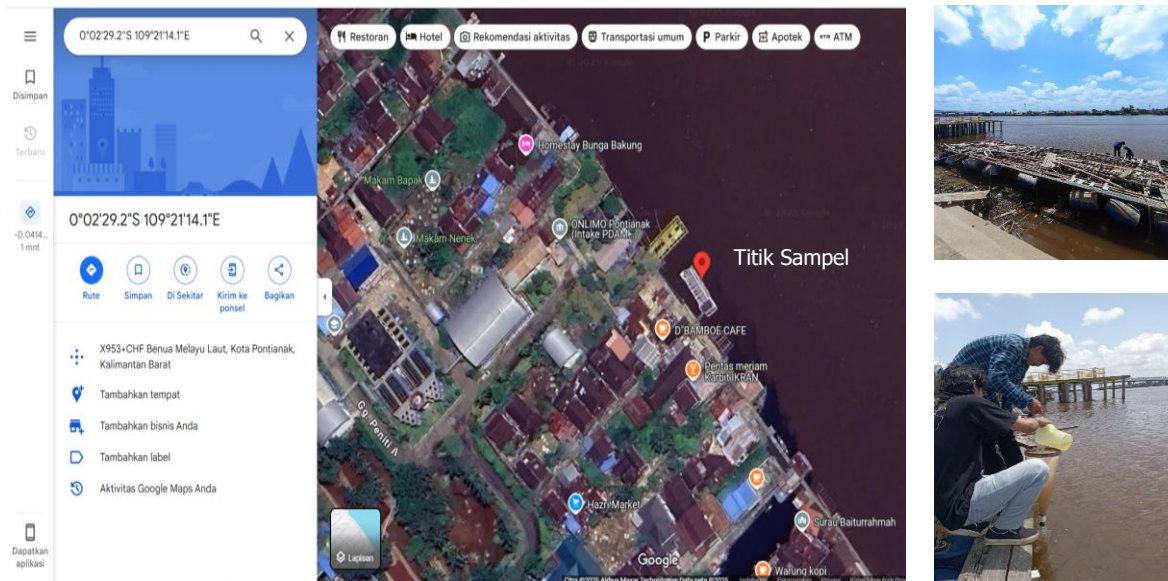 0°02'29.2"S 109°21'14.1"E
Disimpan
Terbaru
-0.0414...
1 mnt
0°02'29.2"S 109°21'14.1"E
Rute
Simpan
Di Sekitar
Kirim ke
ponsel
Bagikan
X953+CHF Benua Melayu Laut, Kota Pontianak,
Kalimantan Barat
Tambahkan tempat
Tambahkan bisnis Anda
Tambahkan label
Aktivitas Google Maps Anda
Dapatkan
aplikasi
Restoran
Hotel
Rekomendasi aktivitas
Transportasi umum
P Parkir
Apotek
ATM
Homestay Bunga Bakung
Makam Bapak
ONLIMO Pontianak
(Intake PDAM)
Makam Nenek
Titik Sampel
D'BAMBOE CAFE
Pentas meriam
Karbit IKRAN
Gg. Peniti A
Hazri Market
Surau Baiturrahmah
Lapisan
Google
Warung kopi